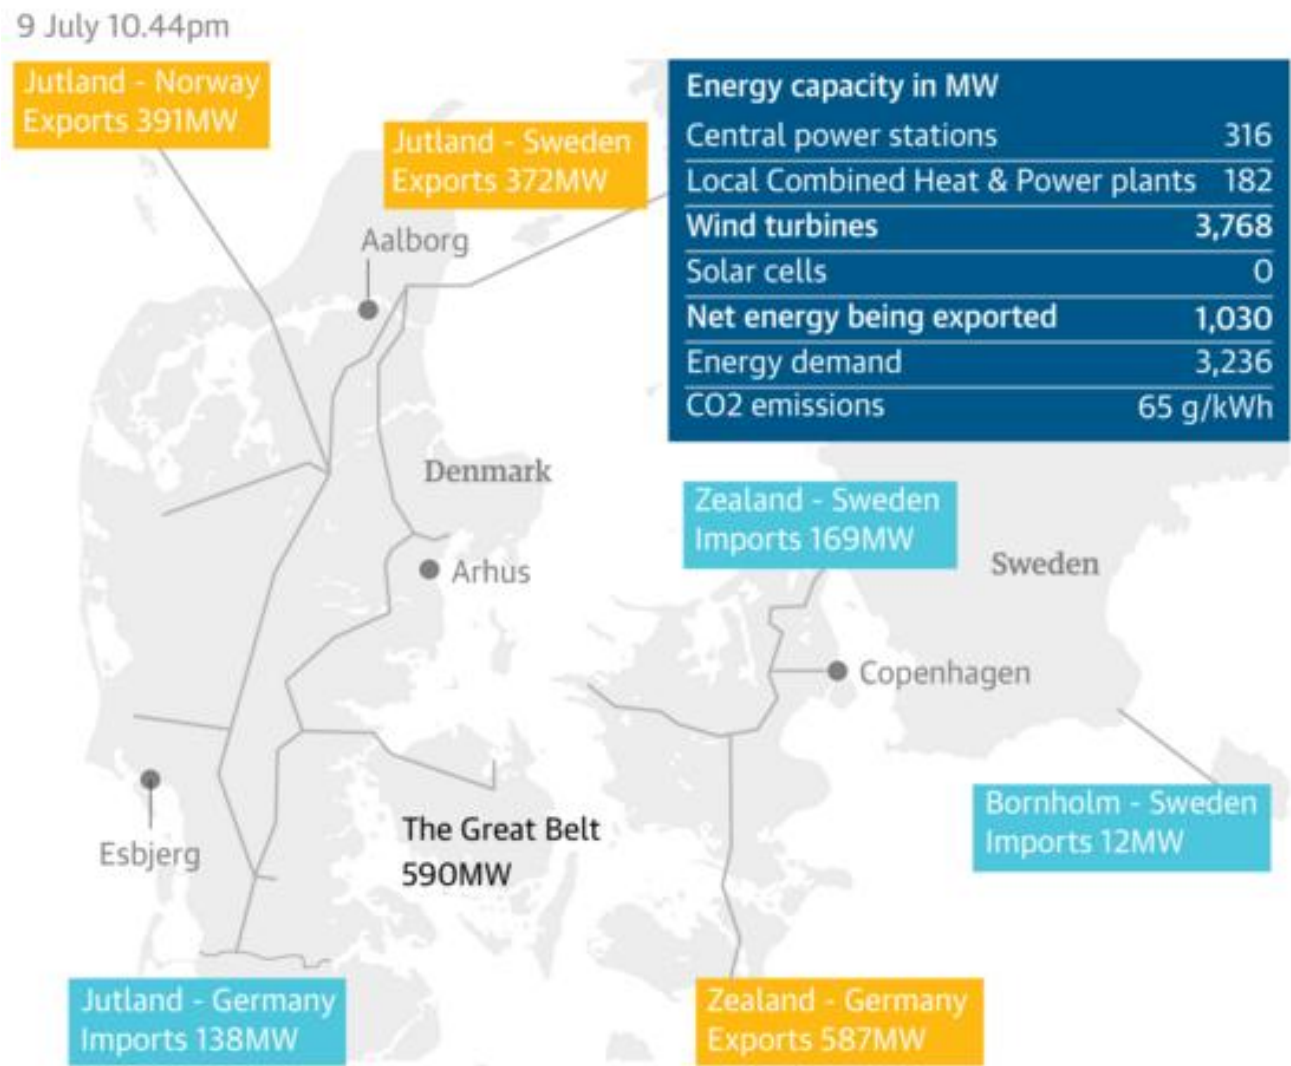 9 July 10.44pm
Jutland - Norway
Exports 391MW
Jutland - Sweden
Exports 372MW
Energy capacity in MW
Central power stations 316
Local Combined Heat & Power plants 182
Wind turbines 3,768
Solar cells 0
Net energy being exported 1,030
Energy demand 3,236
CO2 emissions 65 g/kWh
Aalborg
Denmark
Zealand - Sweden
Imports 169MW
Sweden
Arhus
Copenhagen
Bornholm - Sweden
Imports 12MW
The Great Belt
590MW
Esbjerg
Jutland - Germany
Imports 138MW
Zealand - Germany
Exports 587MW